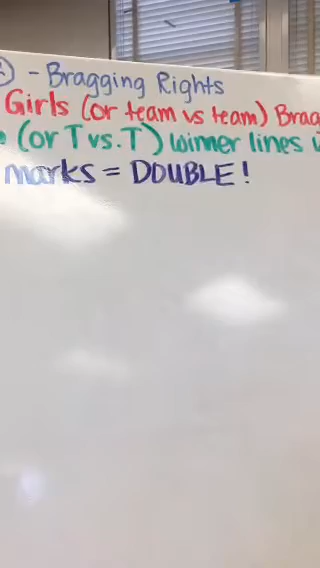 - Bragging Rights
Girls (or team vs team) Brag
(or T vs. T) winner lines
marks = DOUBLE!